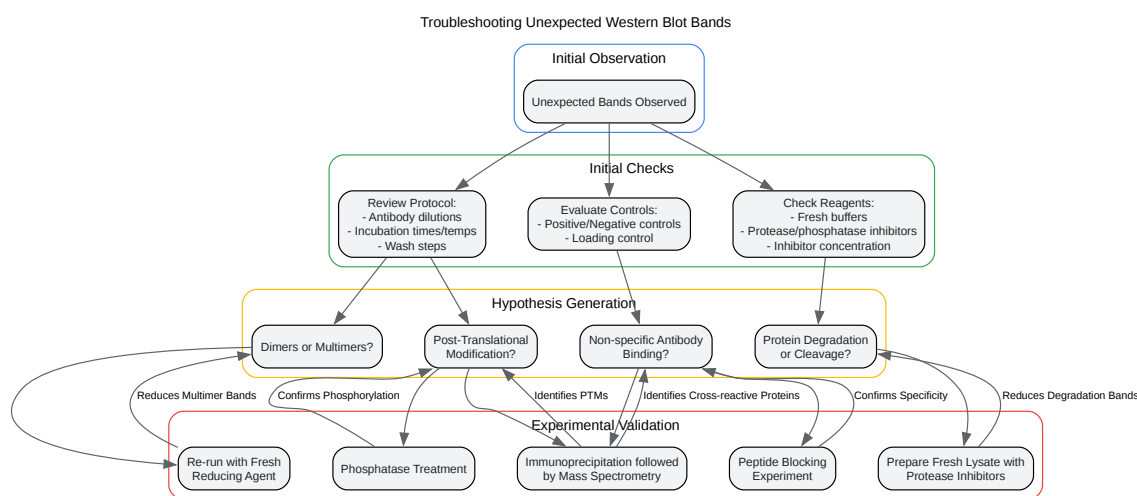 Troubleshooting Unexpected Western Blot Bands
Initial Observation
Unexpected Bands Observed
Initial Checks
Review Protocol:
- Antibody dilutions
- Incubation times/temps
- Wash steps
Evaluate Controls:
- Positive/Negative controls
- Loading control
Check Reagents:
- Fresh buffers
- Protease/phosphatase inhibitors
- Inhibitor concentration
Hypothesis Generation
Dimers or Multimers?
Post-Translational
Modification?
Non-specific Antibody
Binding?
Protein Degradation
or Cleavage?
Reduces Multimer Bands
Confirms Phosphorylation
Identifies PTMs
Identifies Cross-reactive Proteins
Confirms Specificity
Reduces Degradation Bands
Experimental Validation
Re-run with Fresh
Reducing Agent
Phosphatase Treatment
Immunoprecipitation followed
by Mass Spectrometry
Peptide Blocking
Experiment
Prepare Fresh Lysate with
Protease Inhibitors